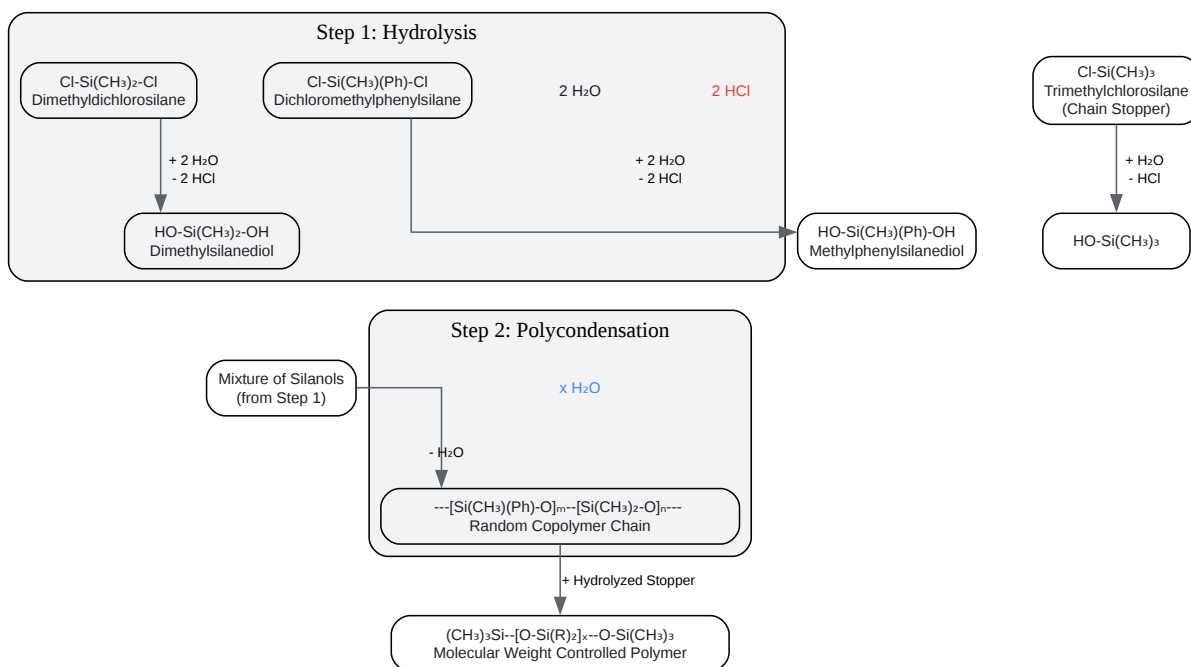 Step 1: Hydrolysis
Cl-Si(CH₃)₂-Cl
Dimethyldichlorosilane
Cl-Si(CH₃)(Ph)-Cl
Dichloromethylphenylsilane
2 H₂O
2 HCl
Cl-Si(CH₃)₃
Trimethylchlorosilane
(Chain Stopper)
+ 2 H₂O
- 2 HCl
+ 2 H₂O
- 2 HCl
+ H₂O
- HCl
HO-Si(CH₃)₂-OH
Dimethylsilanediol
HO-Si(CH₃)(Ph)-OH
Methylphenylsilanediol
HO-Si(CH₃)₃
Step 2: Polycondensation
Mixture of Silanols
(from Step 1)
x H₂O
- H₂O
---[Si(CH₃)(Ph)-O]ₘ--[Si(CH₃)₂-O]ₙ---
Random Copolymer Chain
+ Hydrolyzed Stopper
(CH₃)₃Si--[O-Si(R)₂]ₓ--O-Si(CH₃)₃
Molecular Weight Controlled Polymer